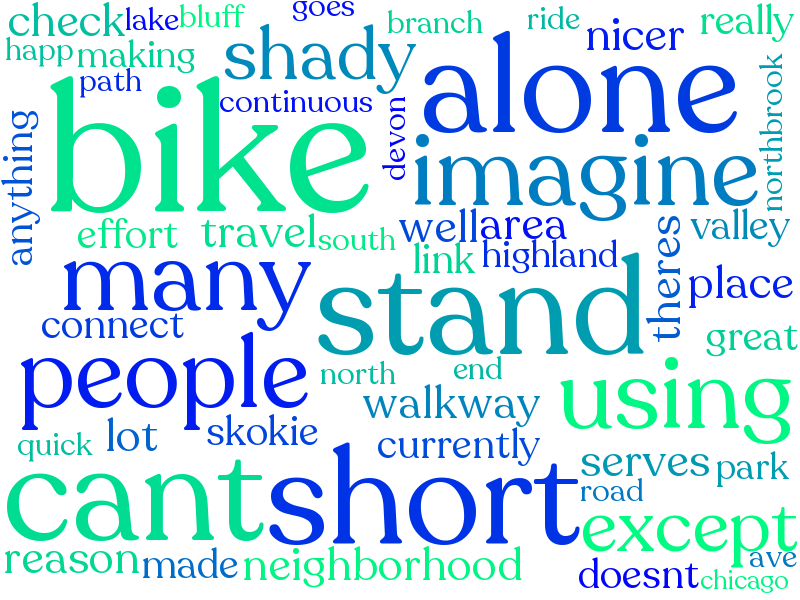 check
lake
bluff
goes
branch
ride
nicer
really
happ
making
path
shady
continuous
alone
bike
devon
imagine
northbrook
anything
effort
travel
south
well
area
valley
link
highland
theres
place
many
connect
stand
great
people
north
end
using
walkway
quick
lot
skokie
currently
serves
park
road
cant
short
except
reason
made
neighborhood
doesnt
ave
chicago